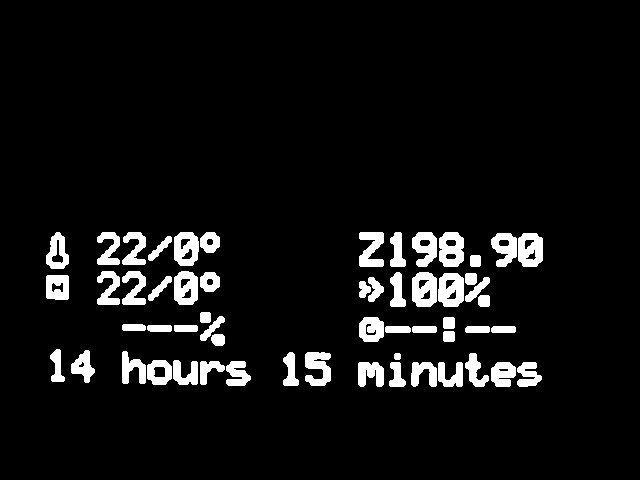 22/0° Z198.90
22/0° »100%
---% --:--
14 hours 15 minutes